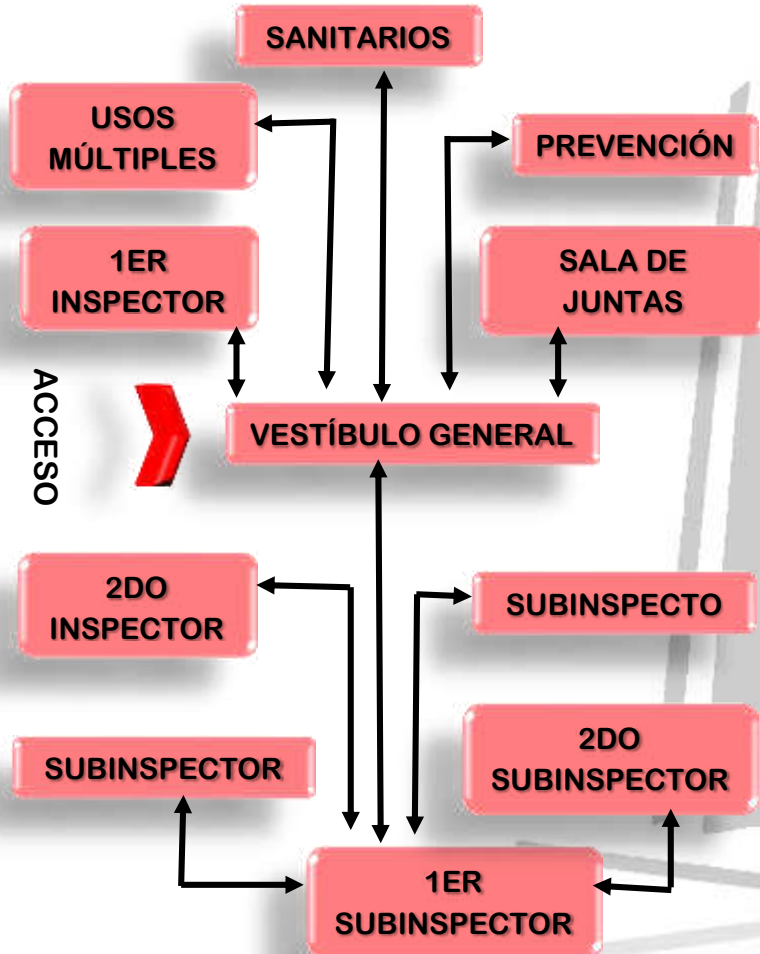 SANITARIOS
USOS
MÚLTIPLES
PREVENCIÓN
1ER
INSPECTOR
SALA DE
JUNTAS
ACCESO
VESTÍBULO GENERAL
2DO
INSPECTOR
SUBINSPECTO
SUBINSPECTOR
2DO
SUBINSPECTOR
1ER
SUBINSPECTOR